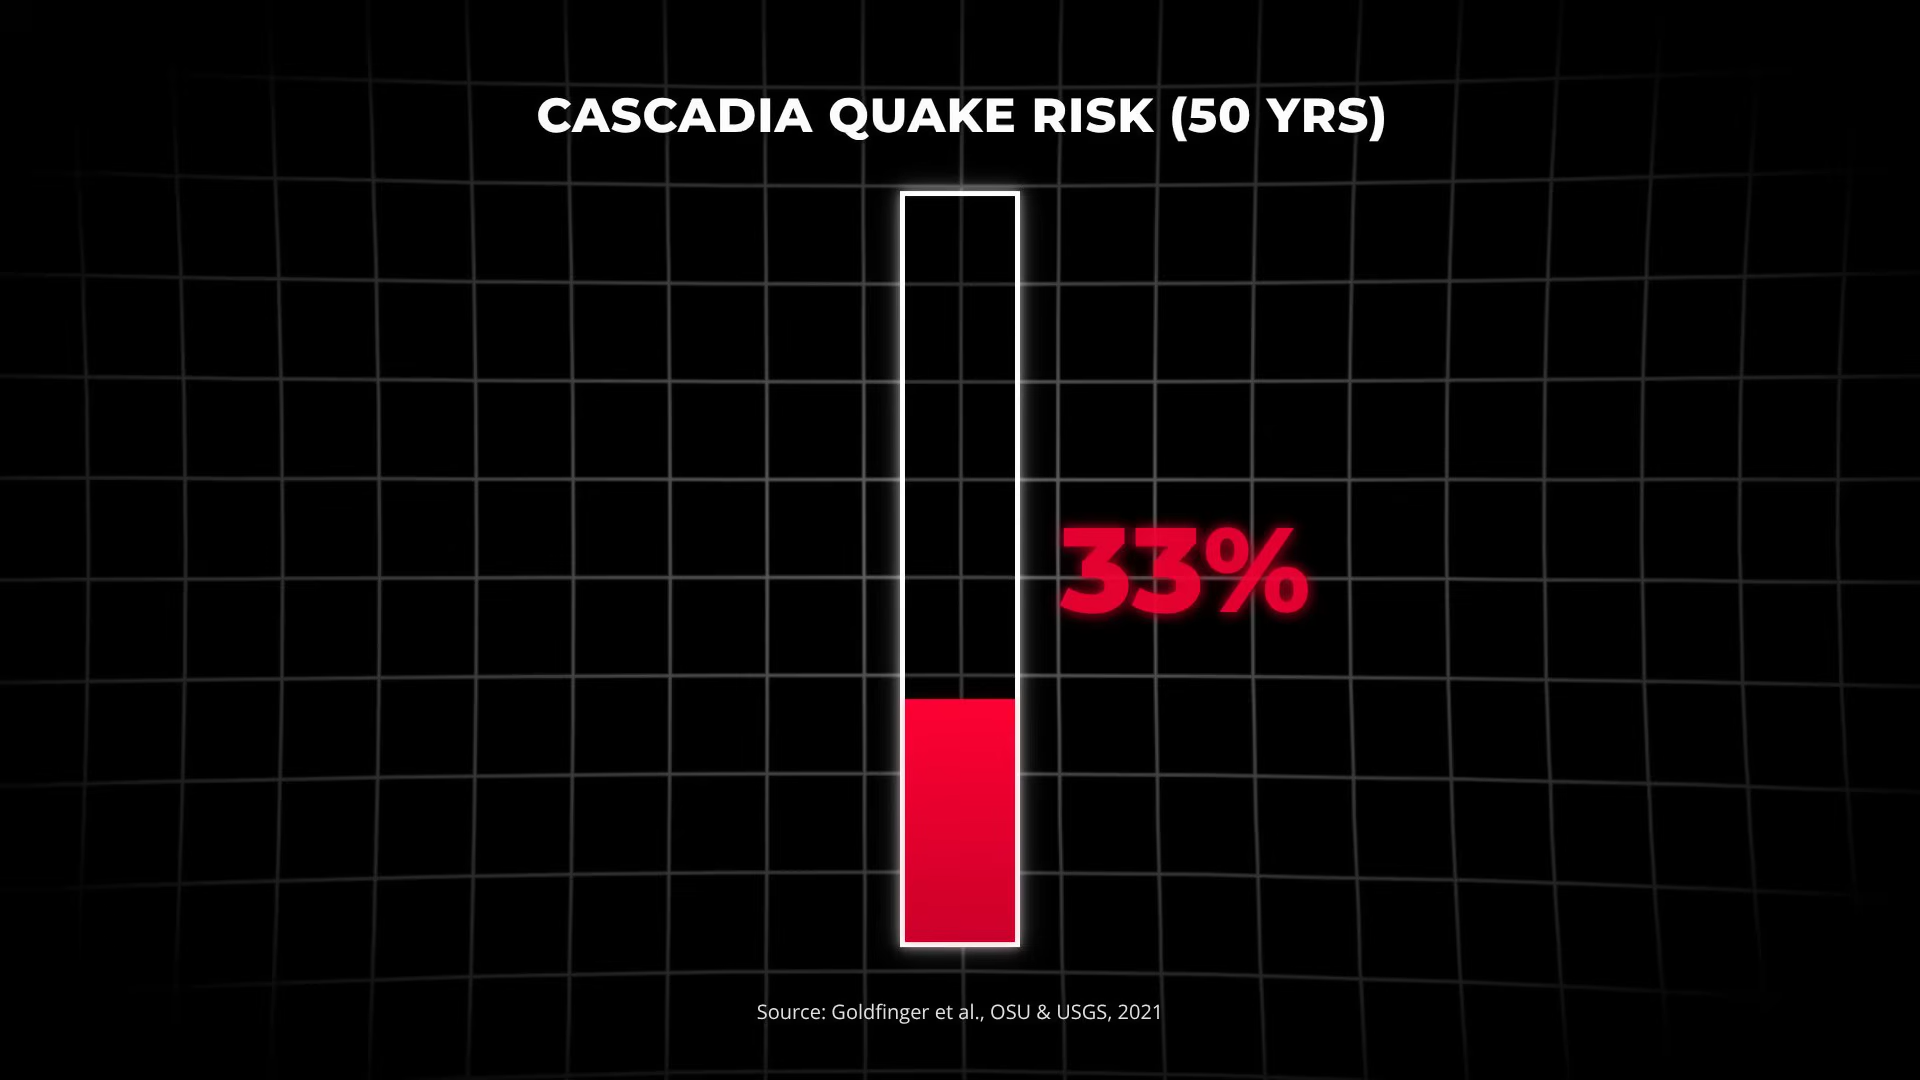 CASCADIA QUAKE RISK (50 YRS)
33%
Source: Goldfinger et al., OSU & USGS, 2021